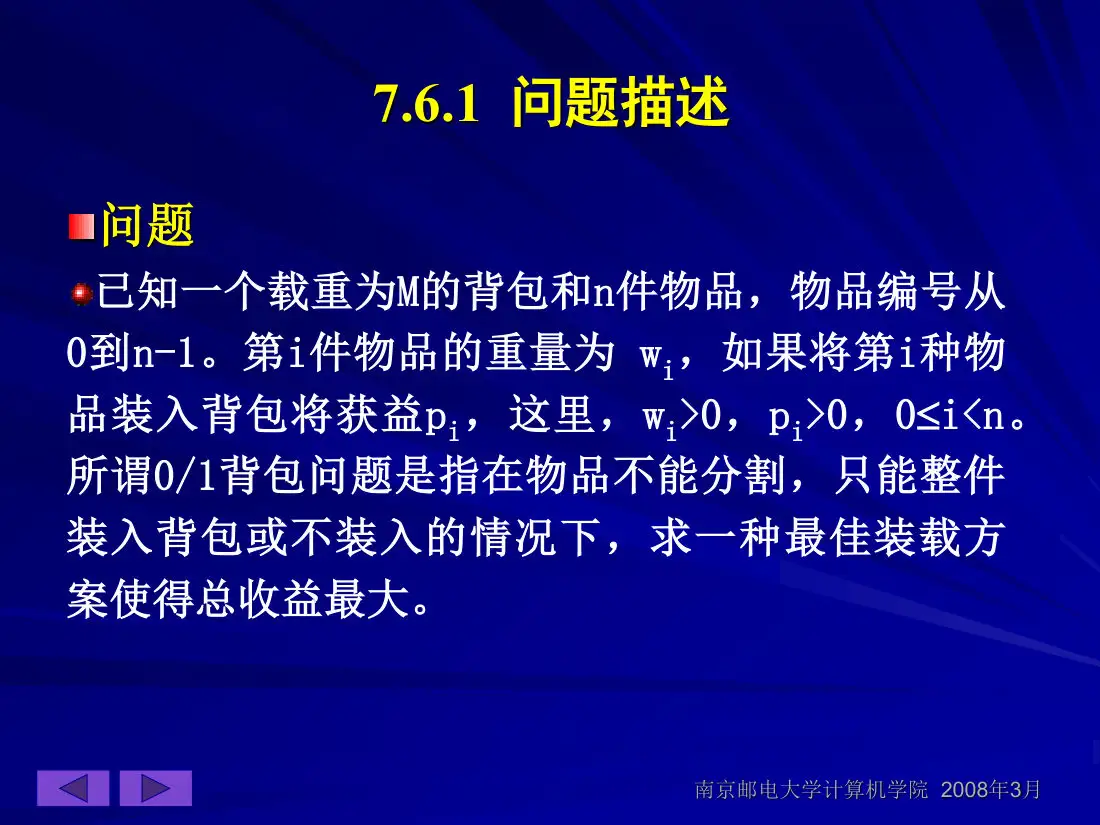 7.6.1 问题描述
问题
已知一个载重为M的背包和n件物品，物品编号从
0到n-1。第i件物品的重量为 wi，如果将第i种物
品装入背包将获益pi，这里，wi>0，pi>0，0≤i<n。
所谓0/1背包问题是指在物品不能分割，只能整件
装入背包或不装入的情况下，求一种最佳装载方
案使得总收益最大。
南京邮电大学计算机学院 2008年3月